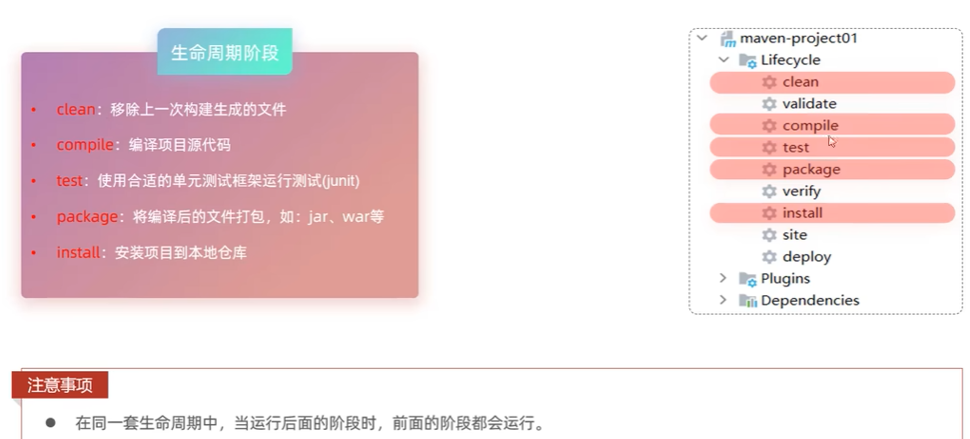 生命周期阶段
• clean：移除上一次构建生成的文件
• compile：编译项目源代码
• test：使用合适的单元测试框架运行测试(junit)
• package：将编译后的文件打包，如：jar、war等
• install：安装项目到本地仓库
maven-project01
Lifecycle
clean
validate
compile
test
package
verify
install
site
deploy
Plugins
Dependencies
注意事项
● 在同一套生命周期中，当运行后面的阶段时，前面的阶段都会运行。